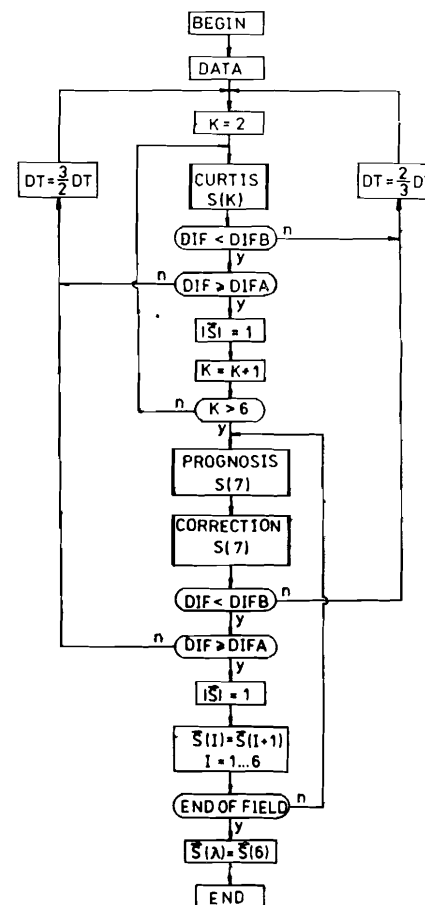 BEGIN
DATA
K = 2
DT = 3/2 DT
DT = 2/3 DT
CURTIS
S(K)
DIF < DIFB
n
y
DIF ⩾ DIFA
n
y
|S⃗| = 1
K = K+1
K > 6
n
y
PROGNOSIS
S(7)
CORRECTION
S(7)
DIF < DIFB
n
y
DIF ⩾ DIFA
n
y
|S⃗| = 1
S⃗(I) = S⃗(I+1)
I = 1...6
END OF FIELD
n
y
S⃗(λ) = S⃗(6)
END